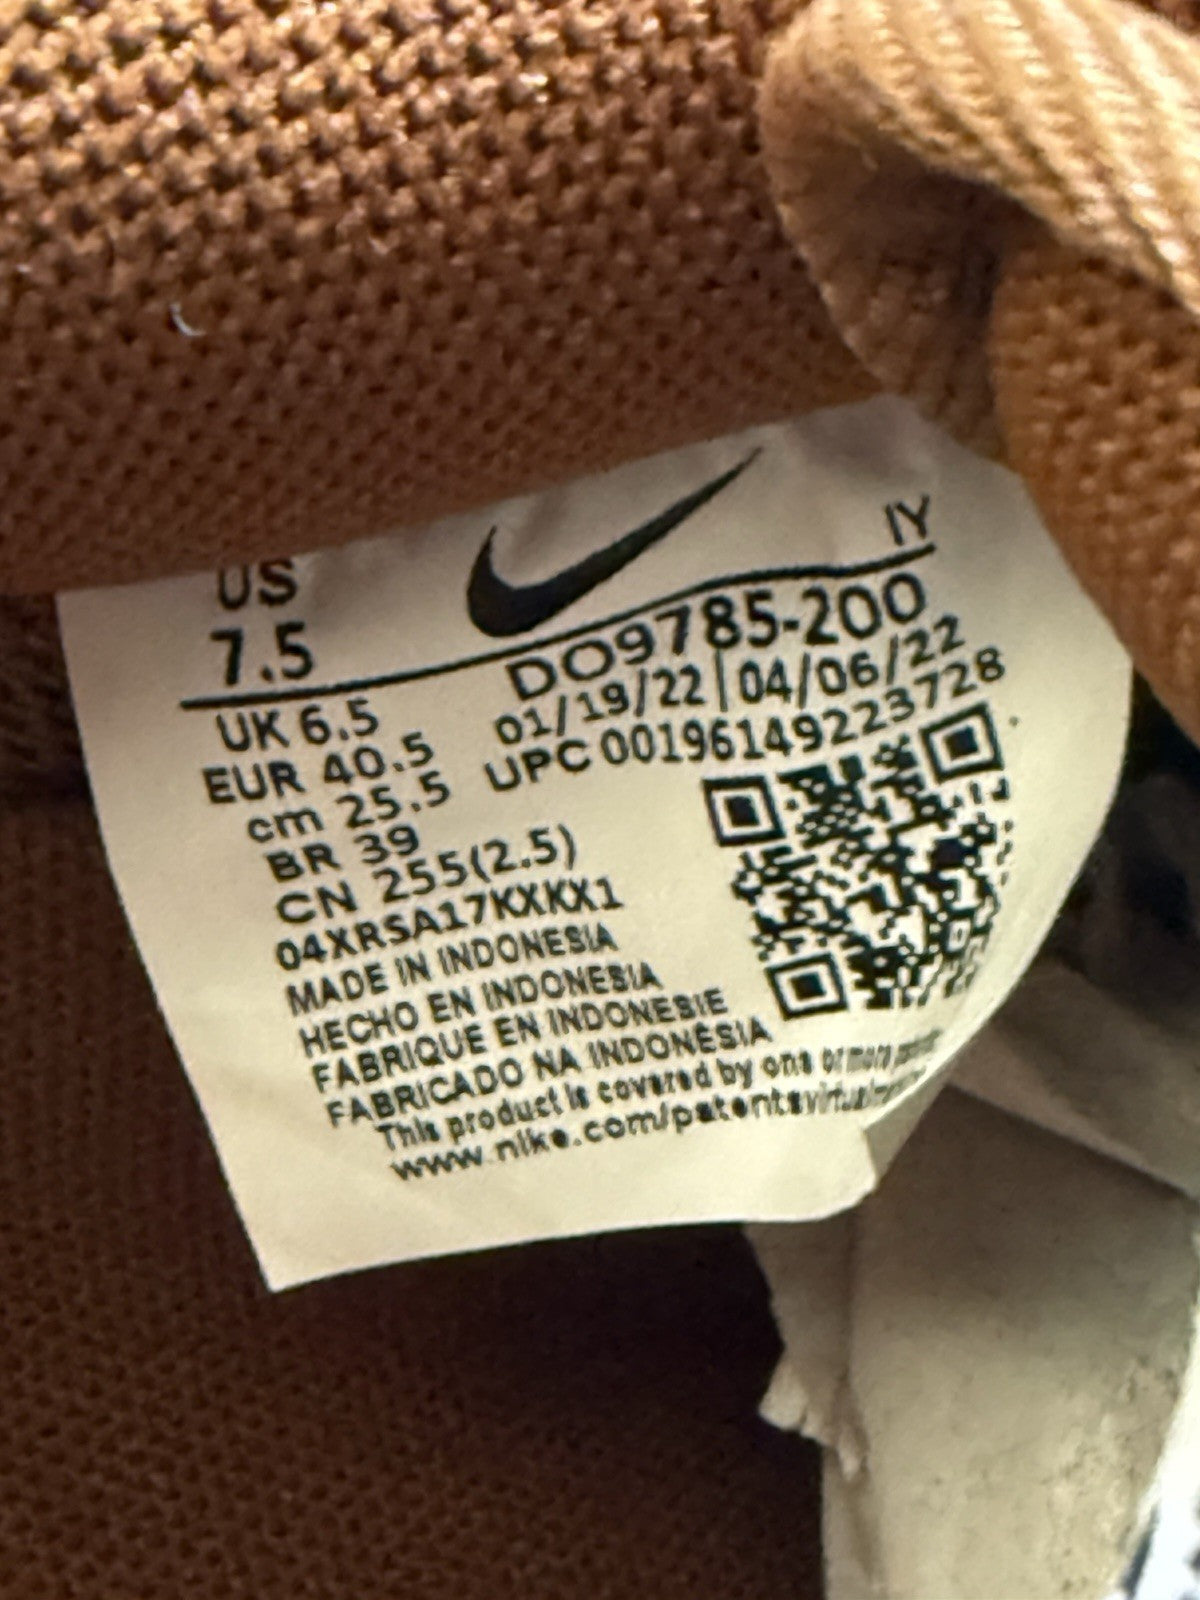 US
7.5
IY
UK 6.5
EUR 40.5
cm 25.5
BR 39
CN 255(2.5)
DO9785-200
01/19/22|04/06/22
UPC 00196149223728
04XRSA17KXKX1
MADE IN INDONESIA
HECHO EN INDONESIA
FABRIQUE EN INDONESIE
FABRICADO NA INDONÉSIA
This product is covered by one or more
www.nike.com/patents